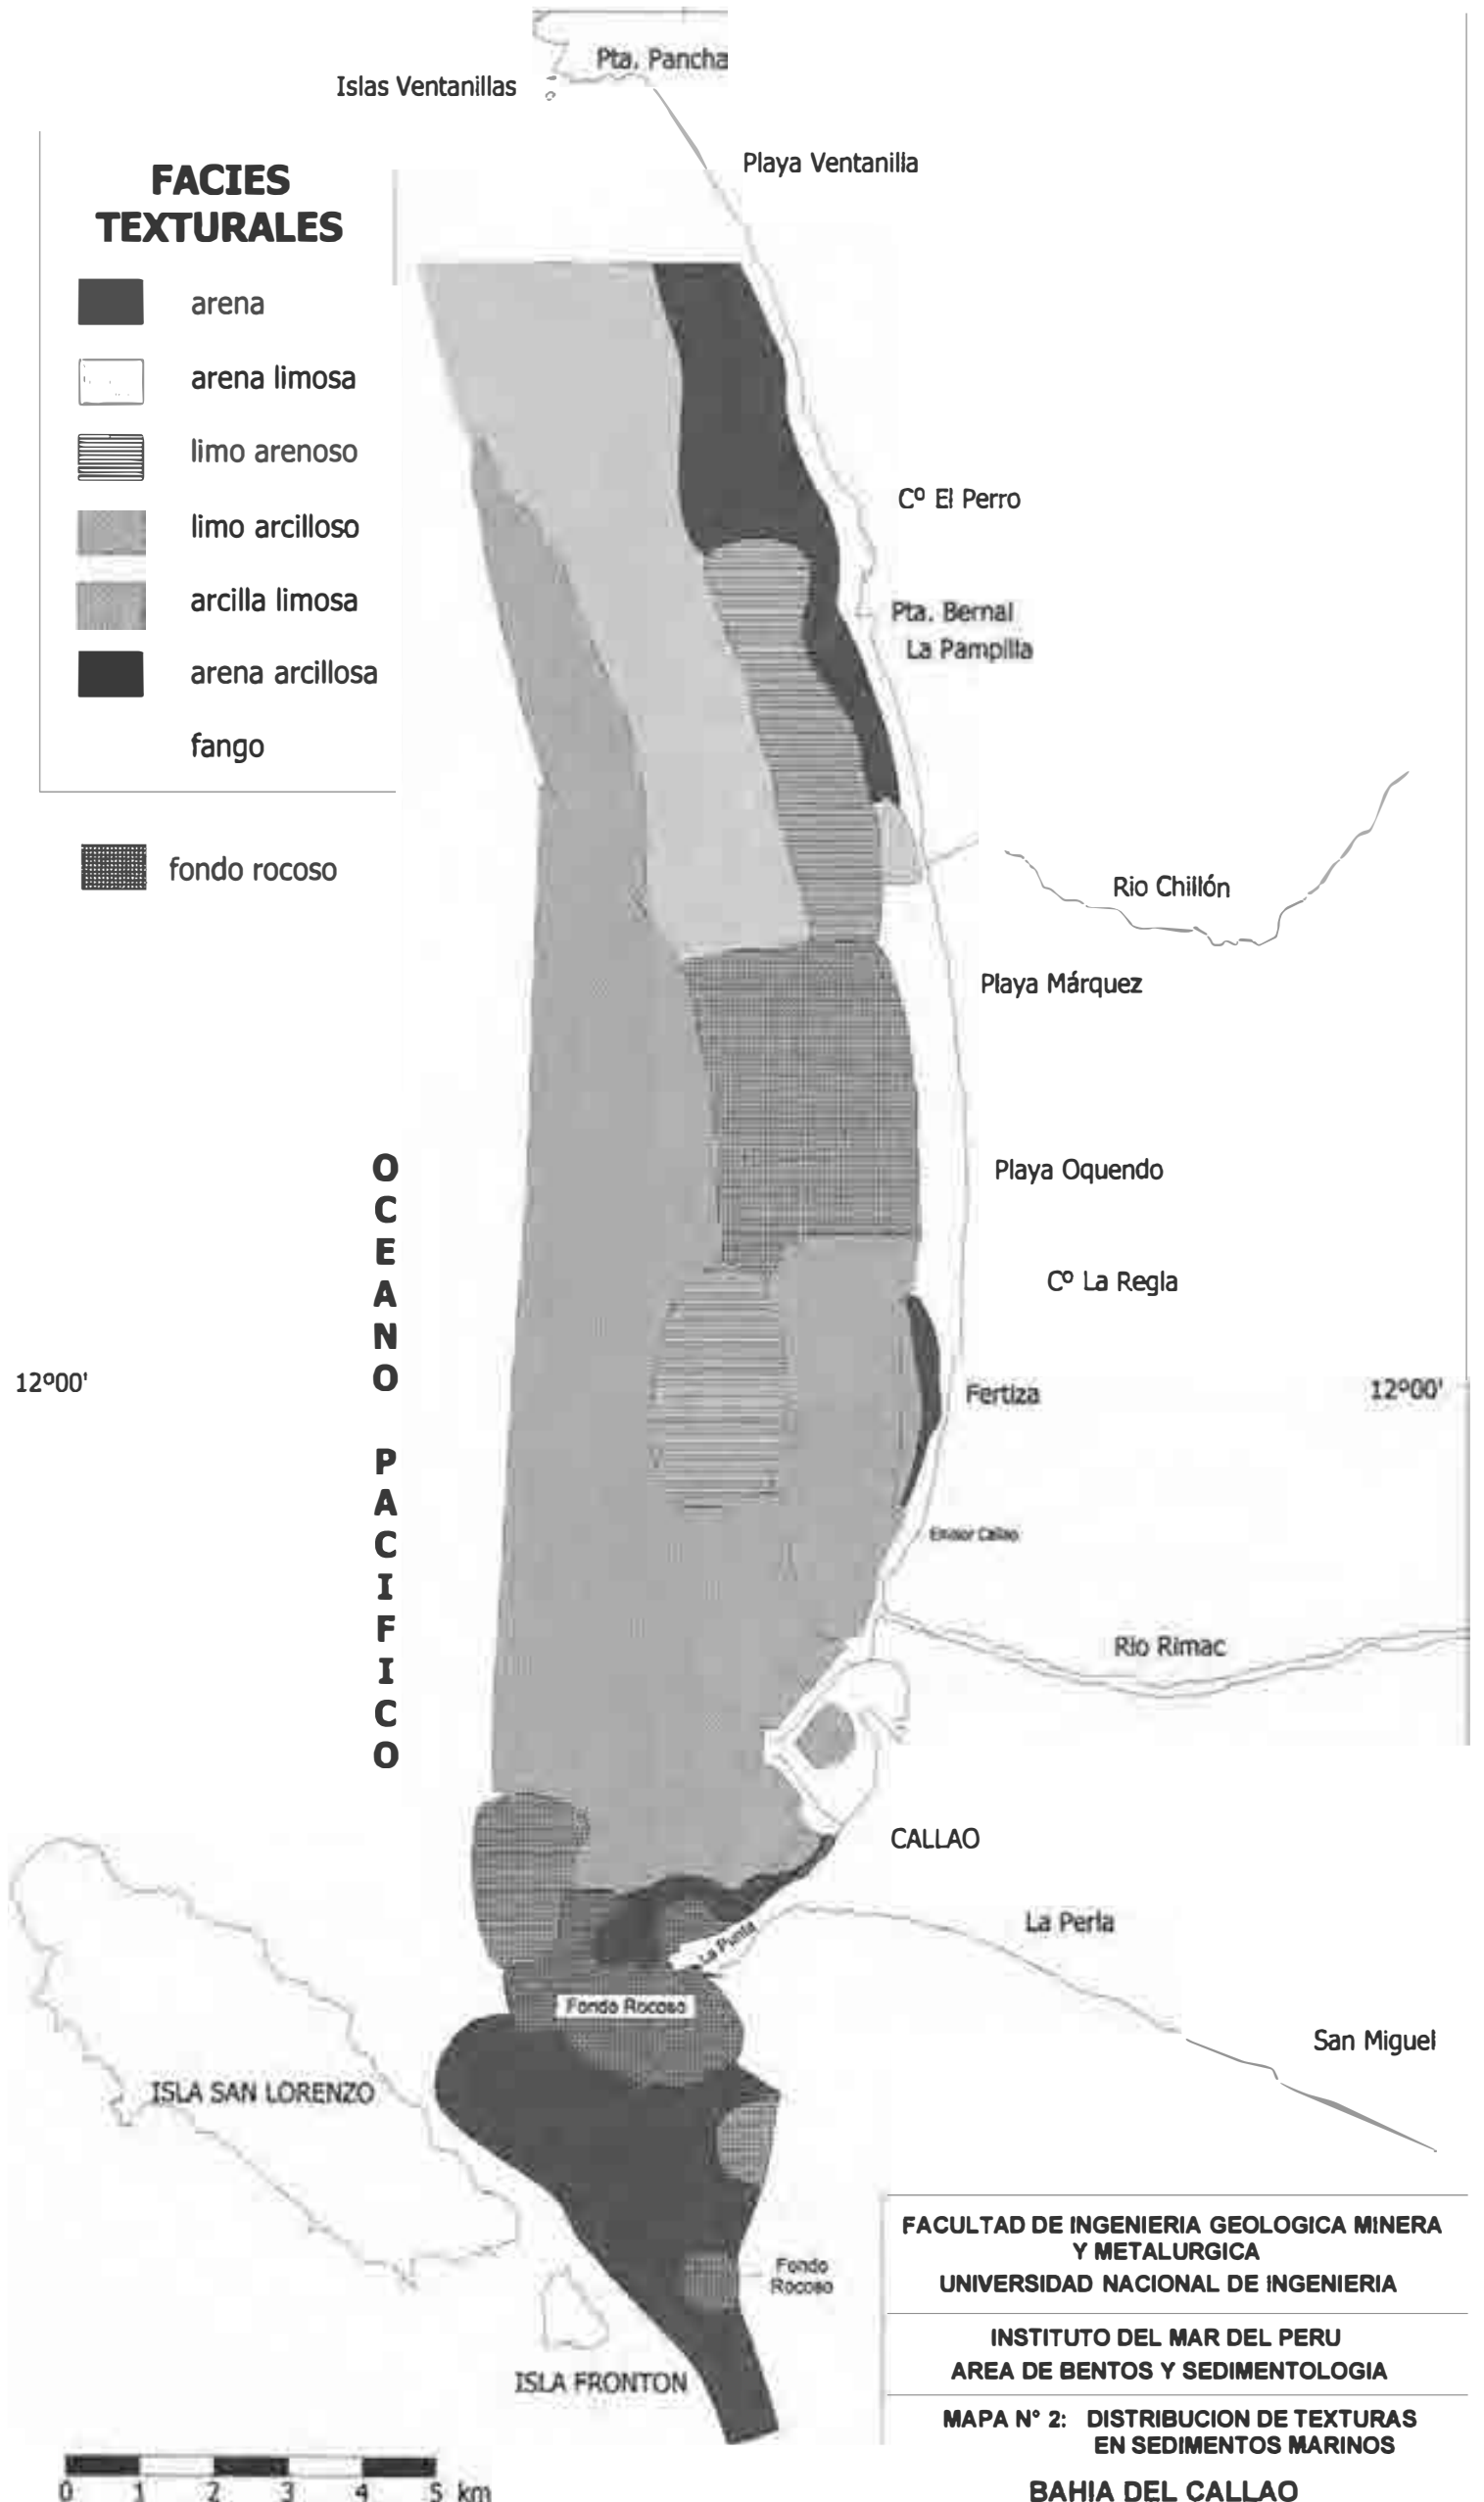 Pta. Pancha
Islas Ventanillas
Playa Ventanilla
FACIES
TEXTURALES
arena
arena limosa
limo arenoso
limo arcilloso
arcilla limosa
arena arcillosa
fango
fondo rocoso
Cº El Perro
Pta. Bernal
La Pampilla
Rio Chillón
Playa Márquez
Playa Oquendo
Cº La Regla
OCEANO PACIFICO
12º00'
Fertiza
12º00'
Emisor Callao
Rio Rimac
CALLAO
La Perla
La Punta
Fondo Rocoso
San Miguel
ISLA SAN LORENZO
Fondo
Rocoso
ISLA FRONTON
FACULTAD DE INGENIERIA GEOLOGICA MINERA
Y METALURGICA
UNIVERSIDAD NACIONAL DE INGENIERIA
INSTITUTO DEL MAR DEL PERU
AREA DE BENTOS Y SEDIMENTOLOGIA
MAPA N° 2: DISTRIBUCION DE TEXTURAS
EN SEDIMENTOS MARINOS
BAHIA DEL CALLAO
0 1 2 3 4 5 km